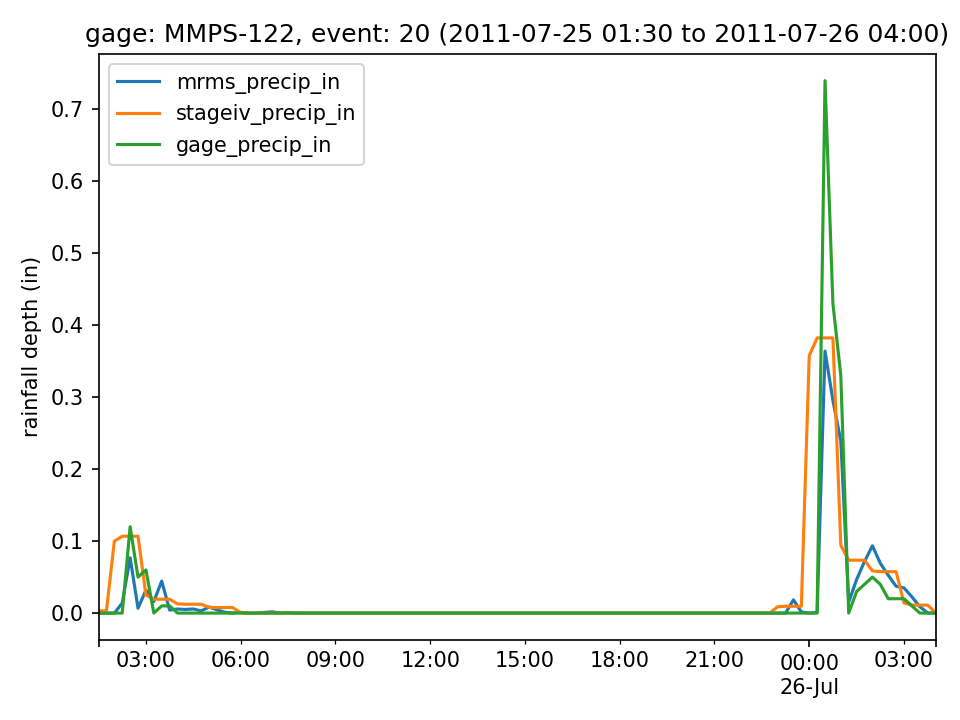 gage: MMPS-122, event: 20 (2011-07-25 01:30 to 2011-07-26 04:00)
mrms_precip_in
stageiv_precip_in
gage_precip_in
rainfall depth (in)
0.7
0.6
0.5
0.4
0.3
0.2
0.1
0.0
03:00 06:00 09:00 12:00 15:00 18:00 21:00 00:00 03:00
26-Jul